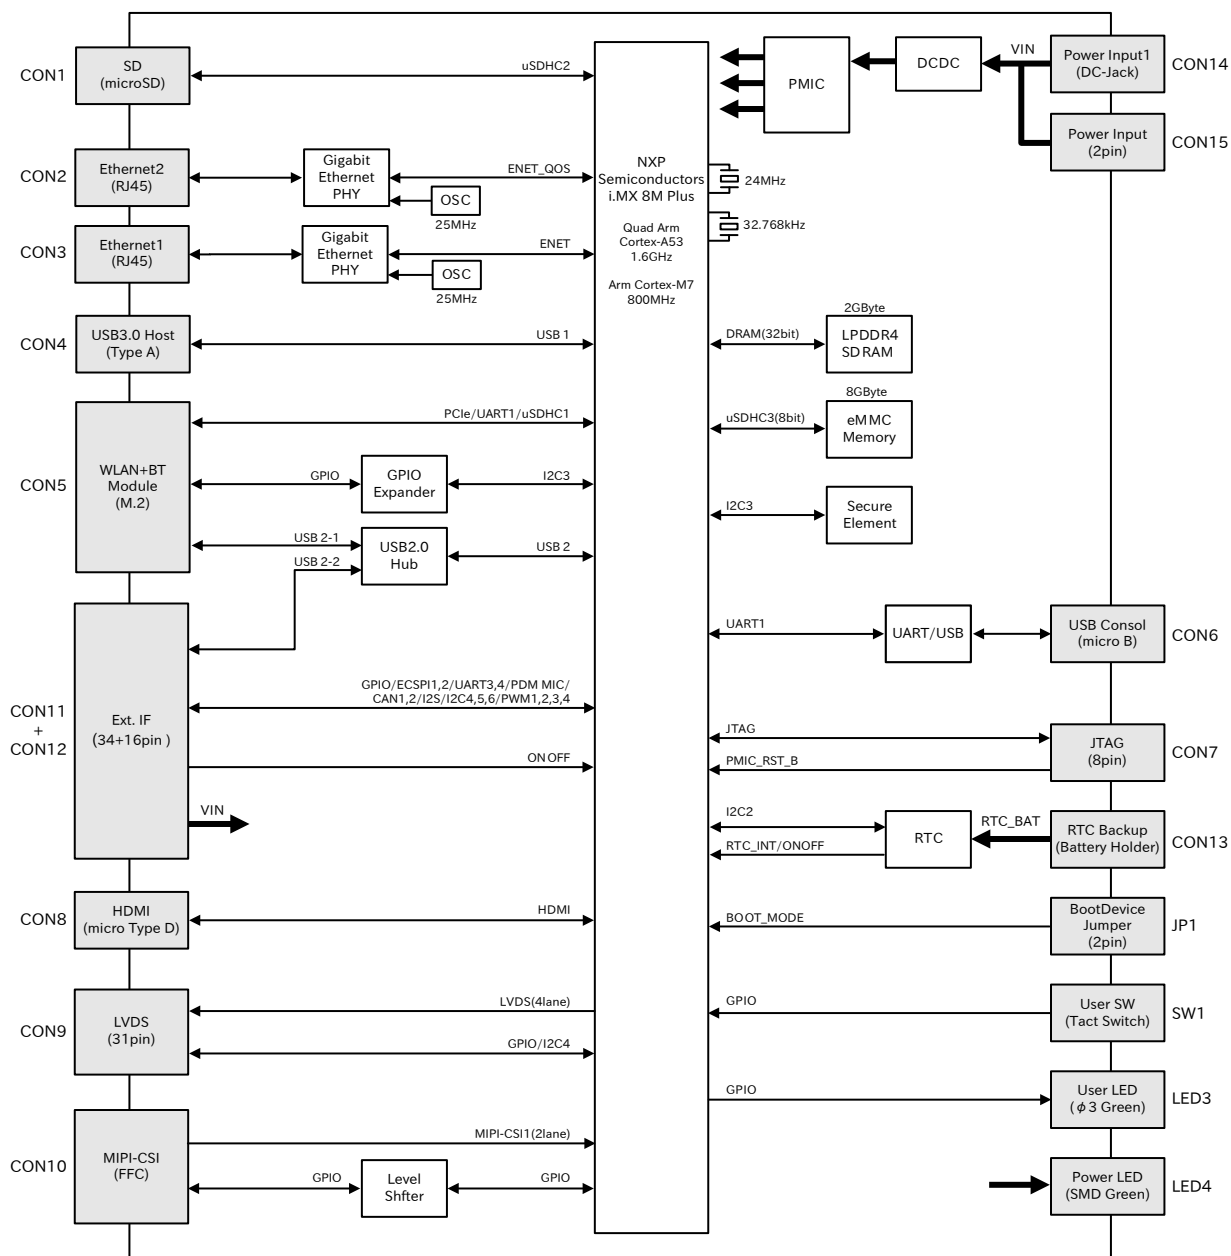 CON1
SD
(microSD)
uSDHC2
CON2
Ethernet2
(RJ45)
Gigabit
Ethernet
PHY
ENET_QOS
OSC
25MHz
CON3
Ethernet1
(RJ45)
Gigabit
Ethernet
PHY
ENET
OSC
25MHz
CON4
USB3.0 Host
(Type A)
USB 1
CON5
WLAN+BT
Module
(M.2)
PCIe/UART1/uSDHC1
GPIO
GPIO
Expander
I2C3
USB 2-1
USB 2-2
USB2.0
Hub
USB 2
CON11
+
CON12
Ext. IF
(34+16pin )
GPIO/ECSPI1,2/UART3,4/PDM MIC/
CAN1,2/I2S/I2C4,5,6/PWM1,2,3,4
ONOFF
VIN
CON8
HDMI
(micro Type D)
HDMI
CON9
LVDS
(31pin)
LVDS(4lane)
GPIO/I2C4
CON10
MIPI-CSI
(FFC)
MIPI-CSI1(2lane)
GPIO
Level
Shfter
GPIO
NXP
Semiconductors
i.MX 8M Plus
Quad Arm
Cortex-A53
1.6GHz
Arm Cortex-M7
800MHz
PMIC
DCDC
VIN
Power Input1
(DC-Jack)
CON14
Power Input
(2pin)
CON15
24MHz
32.768kHz
2GByte
DRAM(32bit)
LPDDR4
SDRAM
8GByte
uSDHC3(8bit)
eMMC
Memory
I2C3
Secure
Element
UART1
UART/USB
USB Consol
(micro B)
CON6
JTAG
PMIC_RST_B
JTAG
(8pin)
CON7
I2C2
RTC_INT/ONOFF
RTC
RTC_BAT
RTC Backup
(Battery Holder)
CON13
BOOT_MODE
BootDevice
Jumper
(2pin)
JP1
GPIO
User SW
(Tact Switch)
SW1
GPIO
User LED
(φ3 Green)
LED3
Power LED
(SMD Green)
LED4